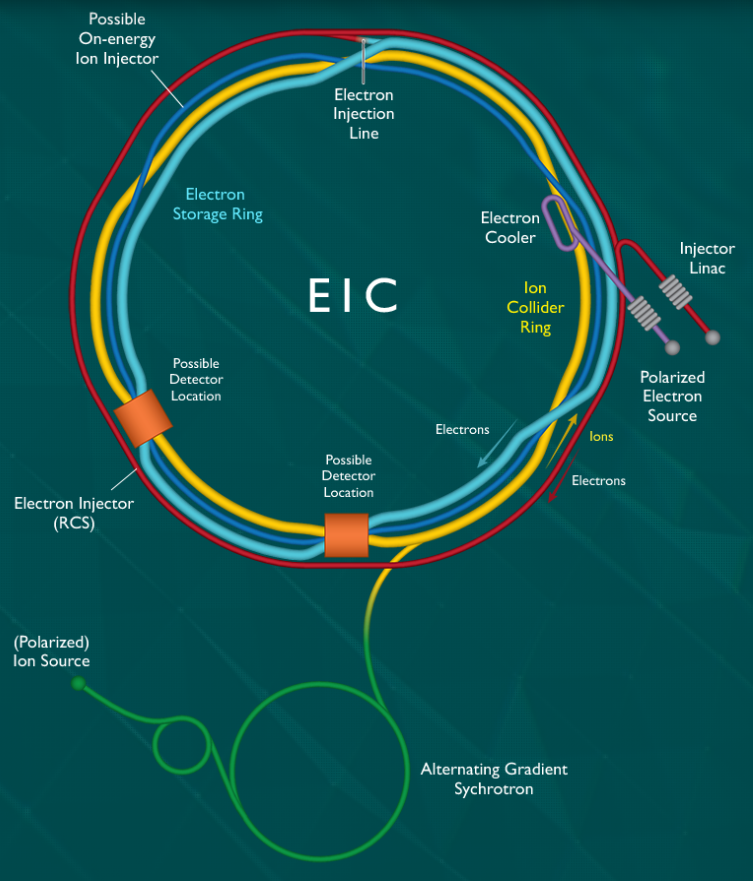 Possible
On-energy
Ion Injector
Electron
Injection
Line
Electron
Storage Ring
Electron
Cooler
Injector
Linac
EIC
Ion
Collider
Ring
Possible
Detector
Location
Polarized
Electron
Source
Electrons
Ions
Possible
Detector
Location
Electrons
Electron Injector
(RCS)
(Polarized)
Ion Source
Alternating Gradient
Sychrotron